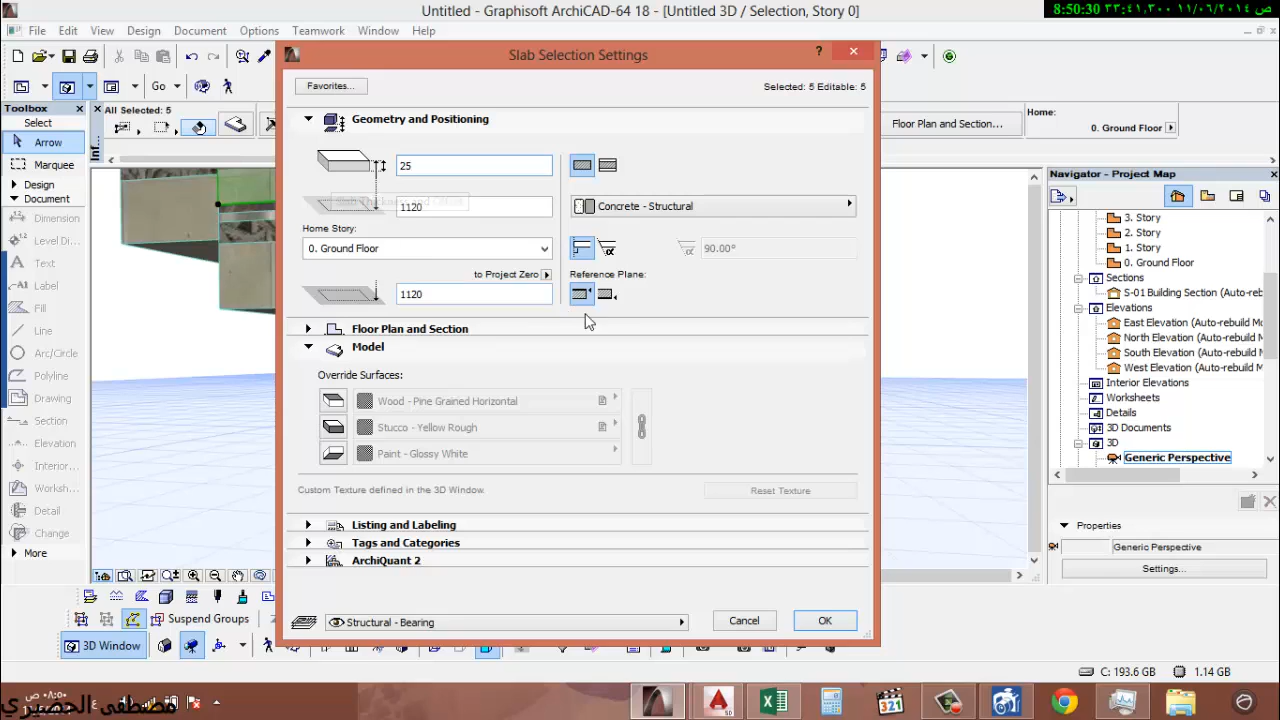 Untitled - Graphisoft ArchiCAD-64 18 - [Untitled 3D / Selection, Story 0]
8:50:30 ٣٣:٤١,٣٠٠ ١١/٠٦/٢٠١٤ ص
File Edit View Design Document Options Teamwork Window Help
Go
Toolbox
Select
Arrow
Marquee
Design
Document
Dimension
Level Di...
Text
Label
Fill
Line
Arc/Circle
Polyline
Drawing
Section
Elevation
Interior...
Worksh...
Detail
Change
More
All Selected: 5
Slab Selection Settings
?
Favorites...
Selected: 5 Editable: 5
Geometry and Positioning
25
1120
Concrete - Structural
Home Story:
0. Ground Floor
90.00°
to Project Zero
Reference Plane:
1120
Floor Plan and Section
Model
Override Surfaces:
Wood - Pine Grained Horizontal
Stucco - Yellow Rough
Paint - Glossy White
Custom Texture defined in the 3D Window.
Reset Texture
Listing and Labeling
Tags and Categories
ArchiQuant 2
Structural - Bearing
Cancel
OK
Floor Plan and Section...
Home:
0. Ground Floor
Navigator - Project Map
3. Story
2. Story
1. Story
0. Ground Floor
Sections
S-01 Building Section (Auto-reb
Elevations
East Elevation (Auto-rebuild M
North Elevation (Auto-rebuild
South Elevation (Auto-rebuild
West Elevation (Auto-rebuild M
Interior Elevations
Worksheets
Details
3D Documents
3D
Generic Perspective
Properties
Generic Perspective
Settings...
Suspend Groups
3D Window
C: 193.6 GB
1.14 GB
٠٨:٥٠ ص
مصطفى الحصيري